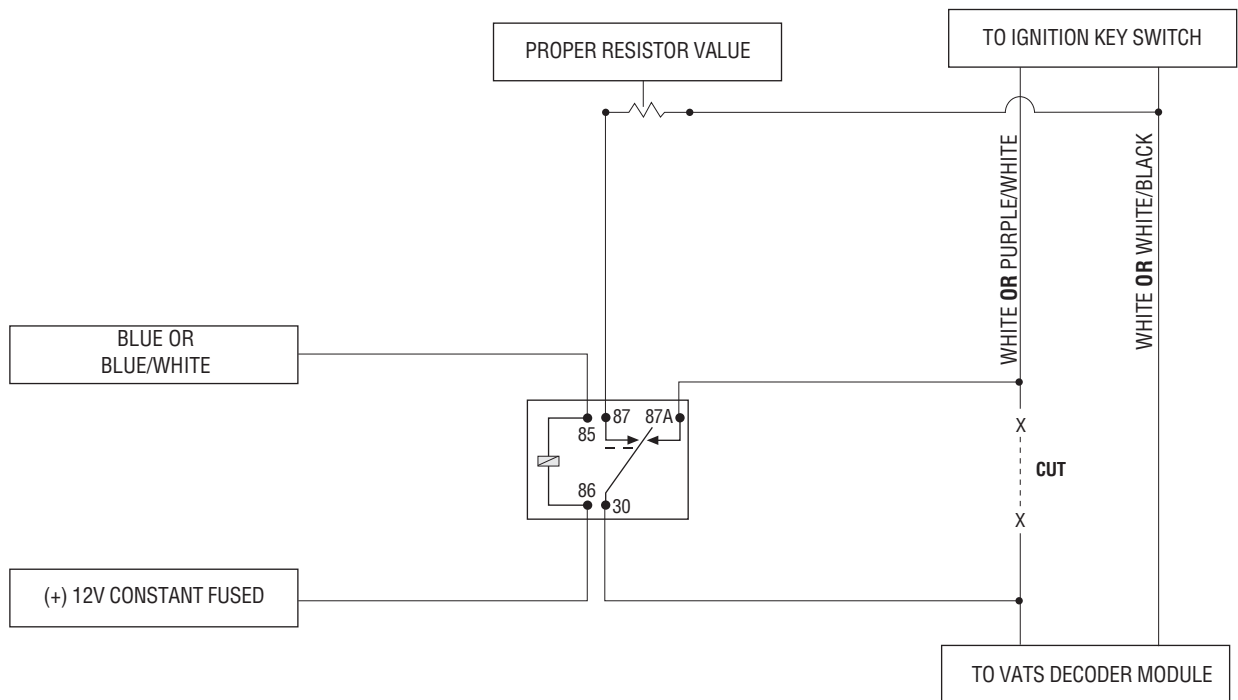 PROPER RESISTOR VALUE
TO IGNITION KEY SWITCH
WHITE OR PURPLE/WHITE
WHITE OR WHITE/BLACK
BLUE OR
BLUE/WHITE
87
87A
85
CUT
86
30
X
X
(+) 12V CONSTANT FUSED
TO VATS DECODER MODULE